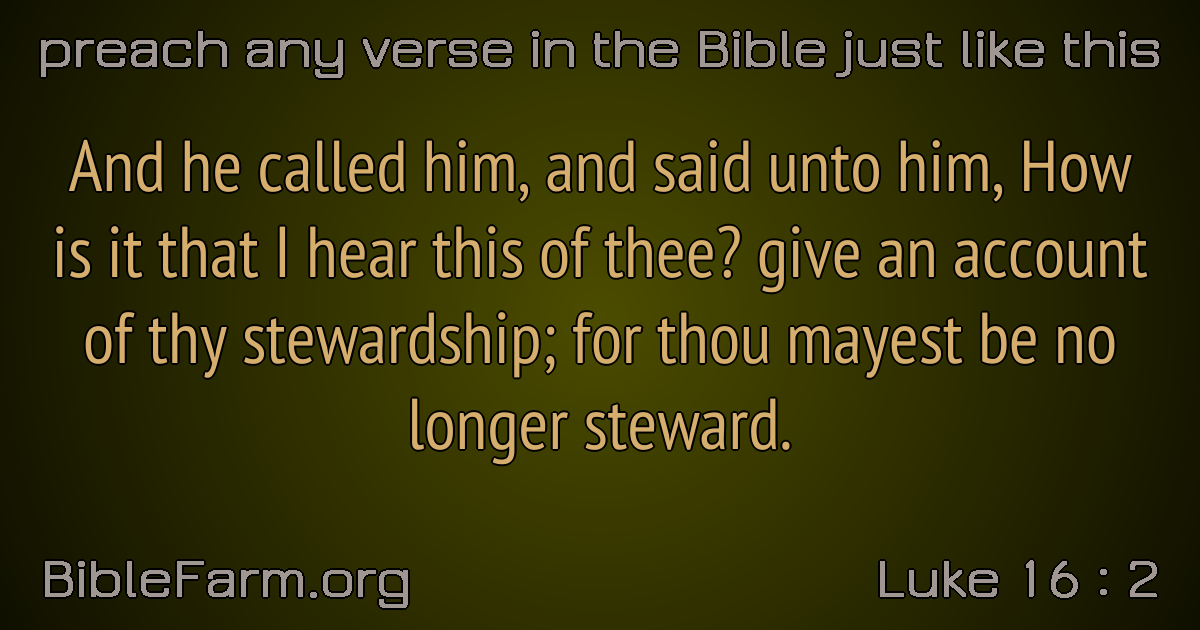 preach any verse in the Bible just like this
And he called him, and said unto him, How
is it that I hear this of thee? give an account
of thy stewardship; for thou mayest be no
longer steward.
BibleFarm.org
Luke 16 : 2